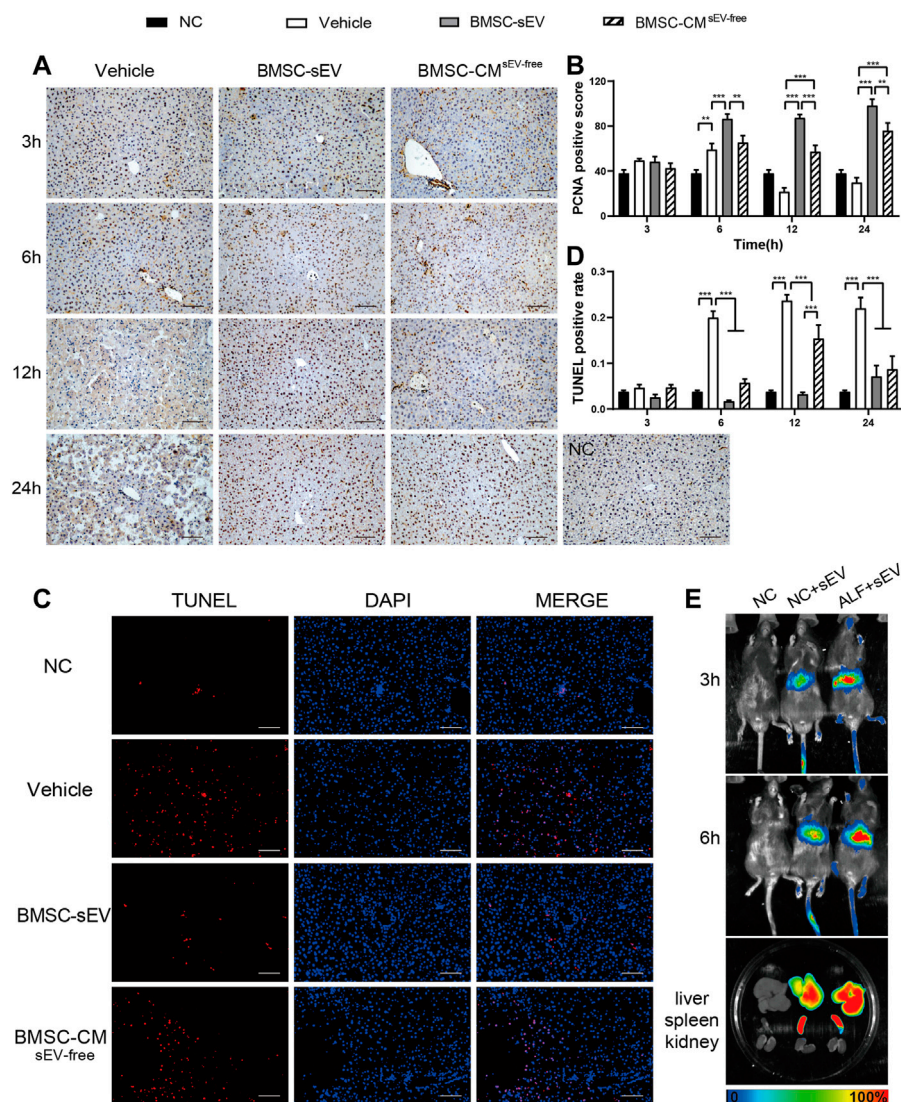 NC Vehicle BMSC-sEV BMSC-CM^sEV-free
A
Vehicle BMSC-sEV BMSC-CM^sEV-free
3h
6h
12h
24h
NC
B
PCNA positive score
120
80
40
0
** *** ** *** *** *** *** *** **
3 6 12 24
Time(h)
D
TUNEL positive rate
0.3
0.2
0.1
0.0
*** *** *** *** *** *** ***
3 6 12 24
C
TUNEL DAPI MERGE
NC
Vehicle
BMSC-sEV
BMSC-CM
sEV-free
E
NC NC+sEV ALF+sEV
3h
6h
liver
spleen
kidney
0 100%